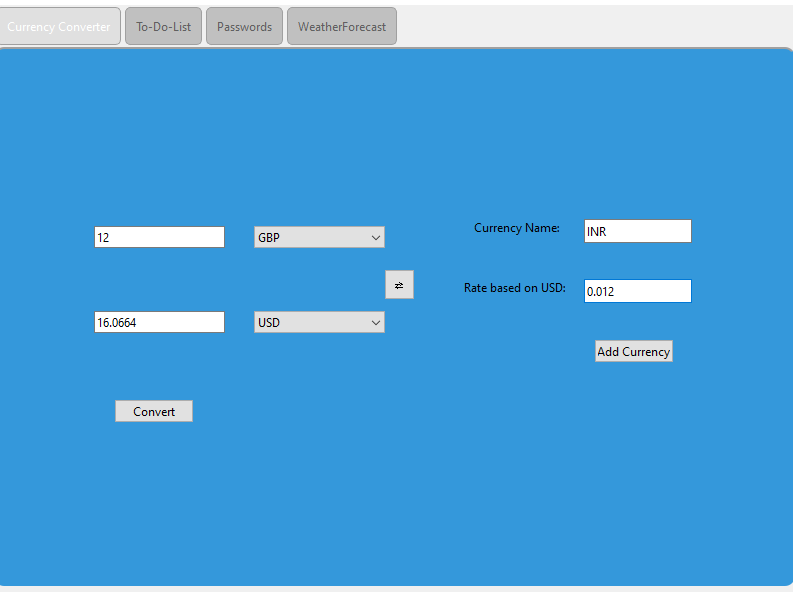 Currency Converter To-Do-List Passwords WeatherForecast
12 GBP
16.0664 USD
Convert
Currency Name: INR
Rate based on USD: 0.012
Add Currency